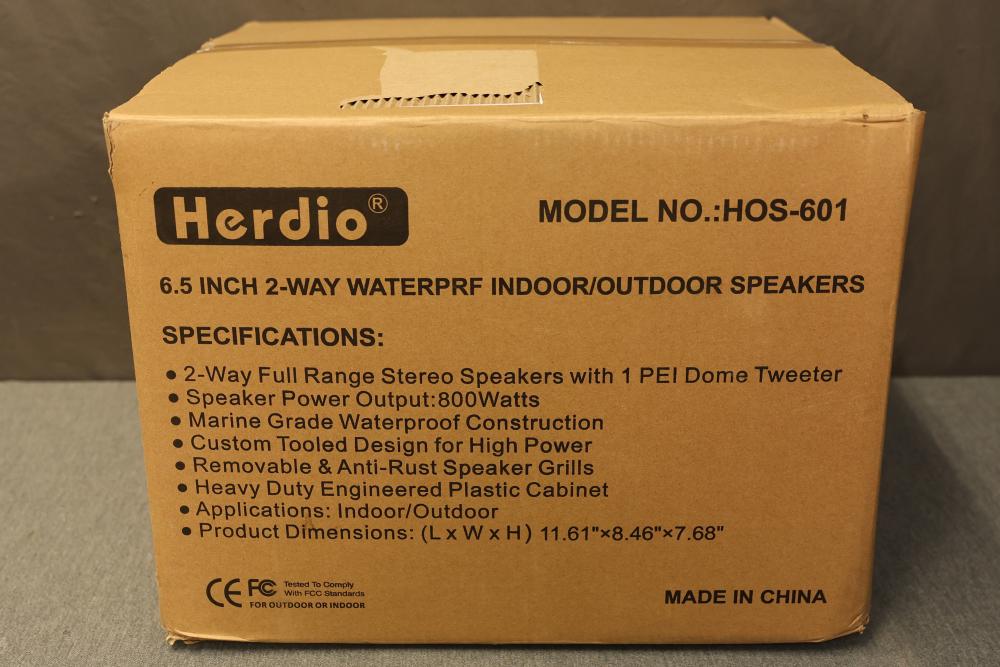 Herdio®
MODEL NO.:HOS-601
6.5 INCH 2-WAY WATERPRF INDOOR/OUTDOOR SPEAKERS
SPECIFICATIONS:
• 2-Way Full Range Stereo Speakers with 1 PEI Dome Tweeter
• Speaker Power Output:800Watts
• Marine Grade Waterproof Construction
• Custom Tooled Design for High Power
• Removable & Anti-Rust Speaker Grills
• Heavy Duty Engineered Plastic Cabinet
• Applications: Indoor/Outdoor
• Product Dimensions: (L x W x H) 11.61"×8.46"×7.68"
CE FC Tested To Comply
With FCC Standards
FOR OUTDOOR OR INDOOR
MADE IN CHINA